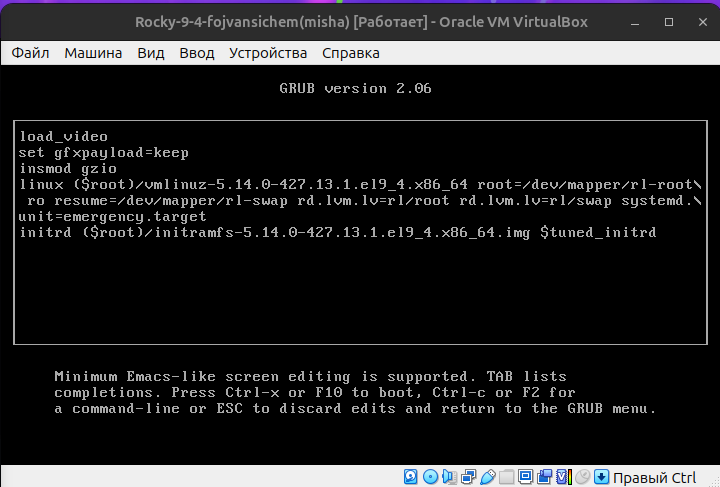 Rocky-9-4-fojvansichem(misha) [Работает] - Oracle VM VirtualBox
Файл Машина Вид Ввод Устройства Справка
GRUB version 2.06
load_video
set gfxpayload=keep
insmod gzio
linux ($root)/vmlinuz-5.14.0-427.13.1.el9_4.x86_64 root=/dev/mapper/rl-root\
ro resume=/dev/mapper/rl-swap rd.lvm.lv=rl/root rd.lvm.lv=rl/swap systemd.\
unit=emergency.target
initrd ($root)/initramfs-5.14.0-427.13.1.el9_4.x86_64.img $tuned_initrd
Minimum Emacs-like screen editing is supported. TAB lists
completions. Press Ctrl-x or F10 to boot, Ctrl-c or F2 for
a command-line or ESC to discard edits and return to the GRUB menu.
Правый Ctrl